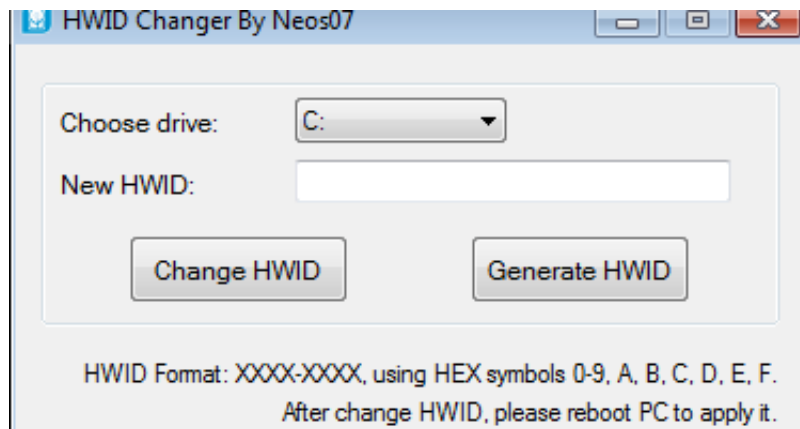 HWID Changer By Neos07
Choose drive: C:
New HWID:
Change HWID Generate HWID
HWID Format: XXXX-XXXX, using HEX symbols 0-9, A, B, C, D, E, F.
After change HWID, please reboot PC to apply it.